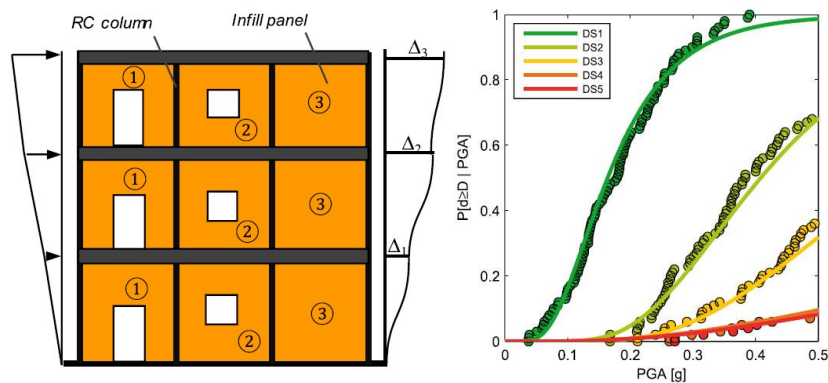 RC column
Infill panel
Δ3
①
②
③
Δ2
①
②
③
Δ1
①
②
③
DS1
DS2
DS3
DS4
DS5
P[d≥D | PGA]
1
0.8
0.6
0.4
0.2
0
0 0.1 0.2 0.3 0.4 0.5
PGA [g]